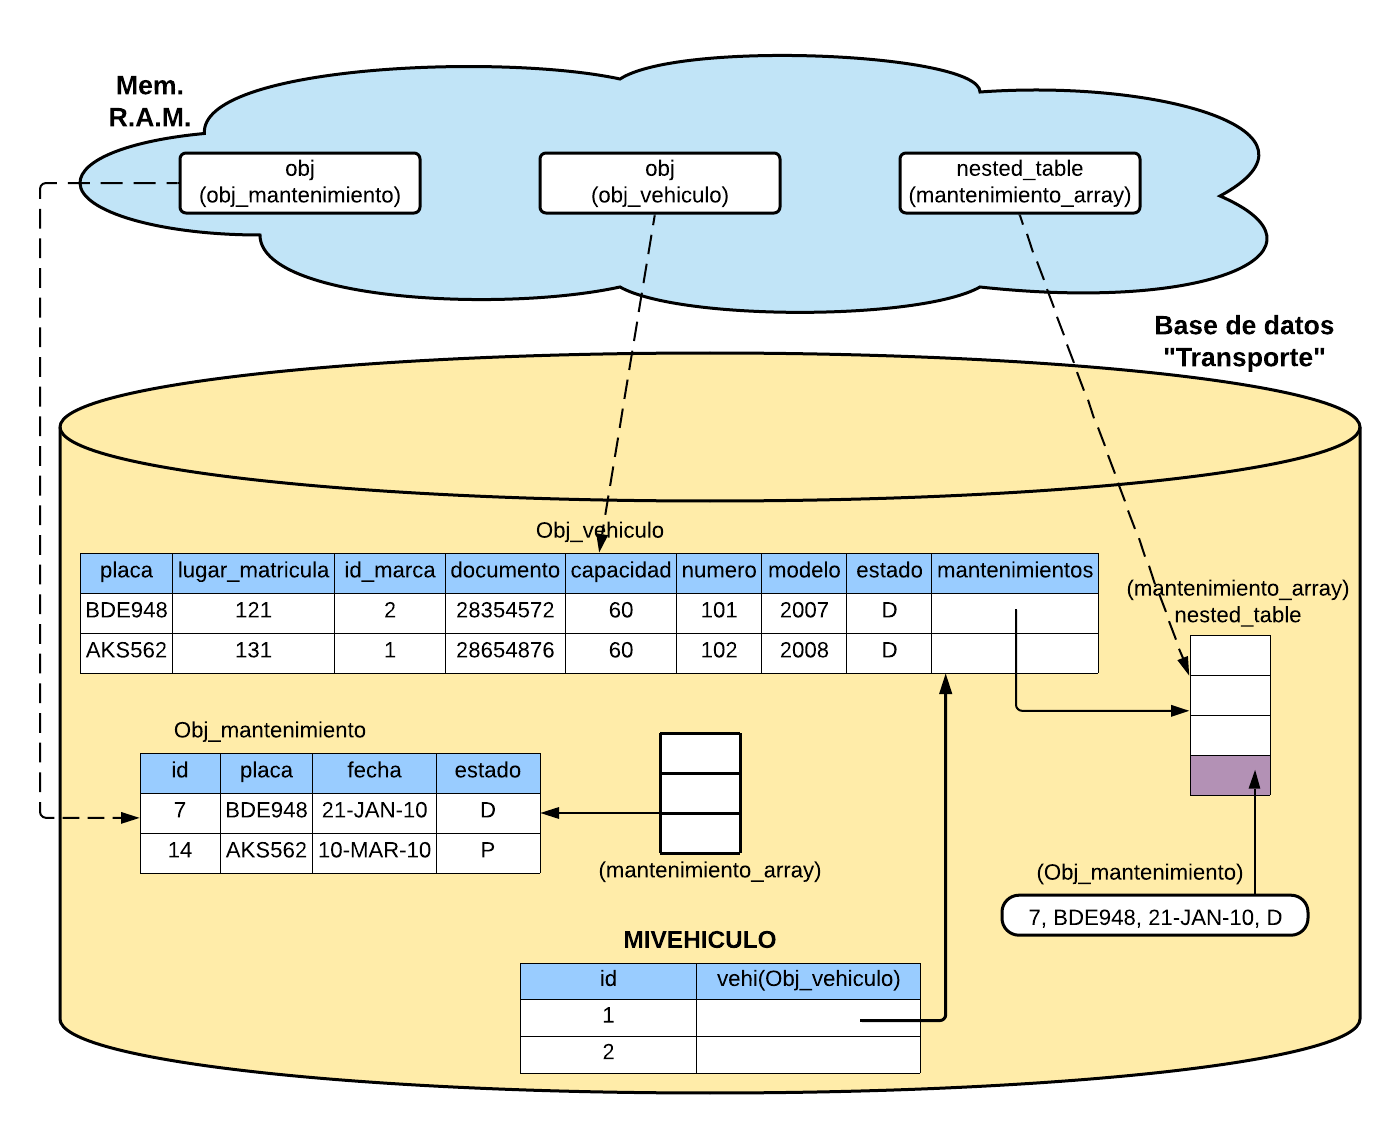 Mem.
R.A.M.
obj
(obj_mantenimiento)
obj
(obj_vehiculo)
nested_table
(mantenimiento_array)
Base de datos
"Transporte"
Obj_vehiculo
placa lugar_matricula id_marca documento capacidad numero modelo estado mantenimientos
BDE948 121 2 28354572 60 101 2007 D
AKS562 131 1 28654876 60 102 2008 D
(mantenimiento_array)
nested_table
Obj_mantenimiento
id placa fecha estado
7 BDE948 21-JAN-10 D
14 AKS562 10-MAR-10 P
(mantenimiento_array)
(Obj_mantenimiento)
7, BDE948, 21-JAN-10, D
MIVEHICULO
id vehi(Obj_vehiculo)
1
2